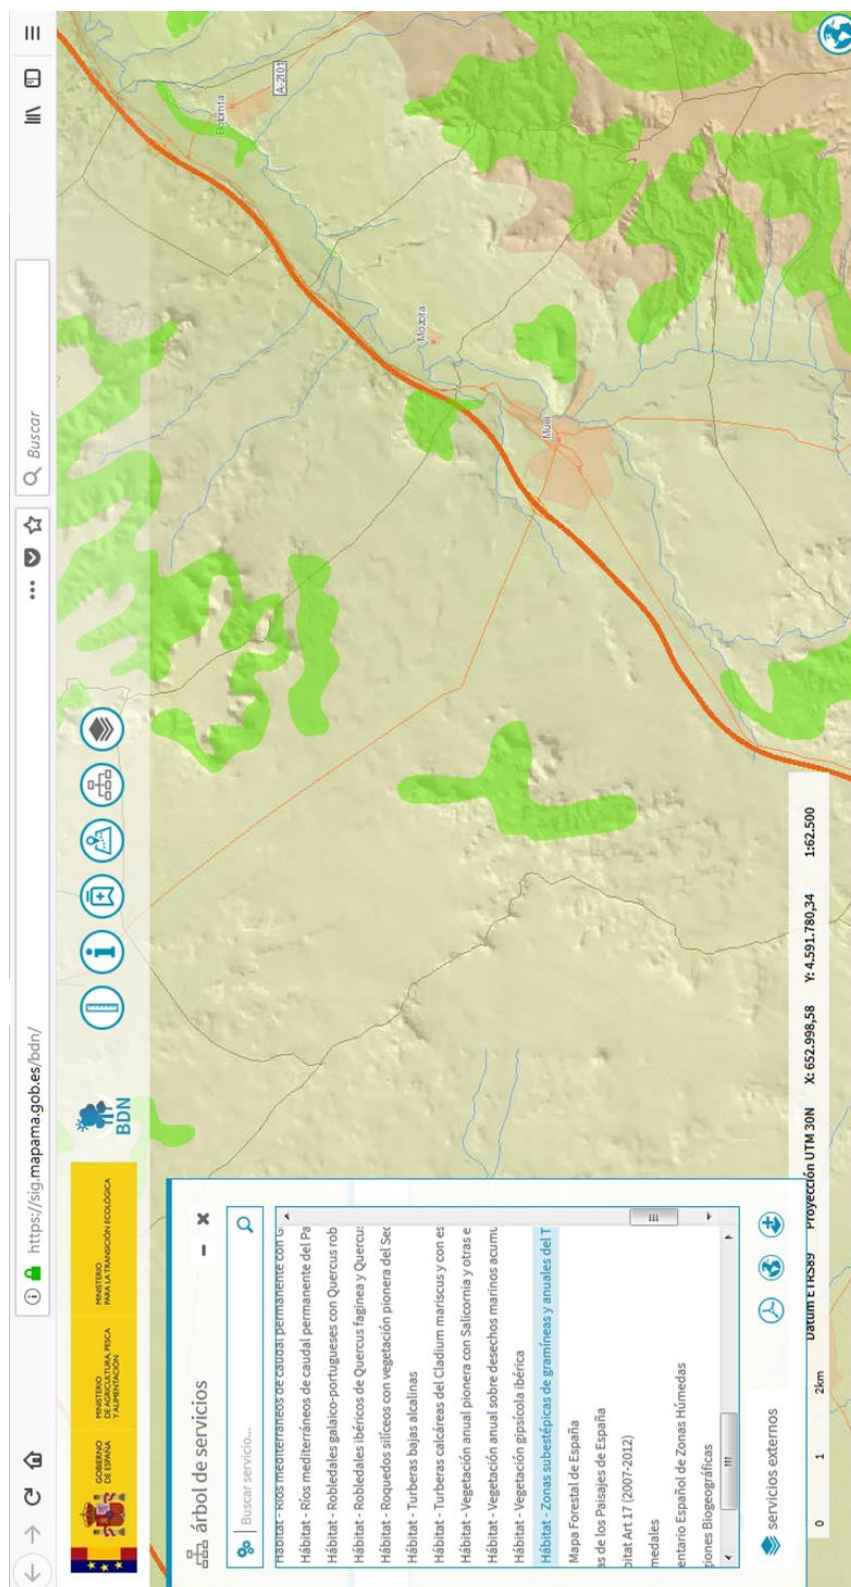 https://sig.mapama.gob.es/bdn/
Buscar
GOBIERNO
DE ESPAÑA
MINISTERIO
DE AGRICULTURA, PESCA
Y ALIMENTACIÓN
MINISTERIO
PARA LA TRANSICIÓN ECOLÓGICA
BDN
árbol de servicios
Buscar servicio...
Hábitat - Ríos mediterráneos de caudal permanente con G
Hábitat - Ríos mediterráneos de caudal permanente del Pa
Hábitat - Robledales galaico-portugueses con Quercus rob
Hábitat - Robledales ibéricos de Quercus faginea y Quercus
Hábitat - Roquedos silíceos con vegetación pionera del Sec
Hábitat - Turberas bajas alcalinas
Hábitat - Turberas calcáreas del Cladium mariscus y con es
Hábitat - Vegetación anual pionera con Salicornia y otras e
Hábitat - Vegetación anual sobre desechos marinos acumu
Hábitat - Vegetación gipsícola ibérica
Hábitat - Zonas subestépicas de gramíneas y anuales del T
Mapa Forestal de España
as de los Paisajes de España
bitat Art 17 (2007-2012)
medales
entario Español de Zonas Húmedas
giones Biogeográficas
servicios externos
A-2101
Botorrita
Mozota
Muel
0 1 2km
Datum ETRS89 Proyección UTM 30N X: 652.998,58 Y: 4.591.780,34 1:62.500